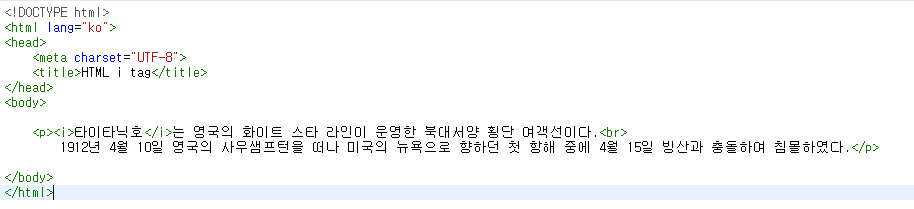 <!DOCTYPE html>
<html lang="ko">
<head>
<meta charset="UTF-8">
<title>HTML i tag</title>
</head>
<body>
<p><i>타이타닉호</i>는 영국의 화이트 스타 라인이 운영한 북대서양 횡단 여객선이다.<br>
1912년 4월 10일 영국의 사우샘프턴을 떠나 미국의 뉴욕으로 향하던 첫 항해 중에 4월 15일 빙산과 충돌하여 침몰하였다.</p>
</body>
</html>